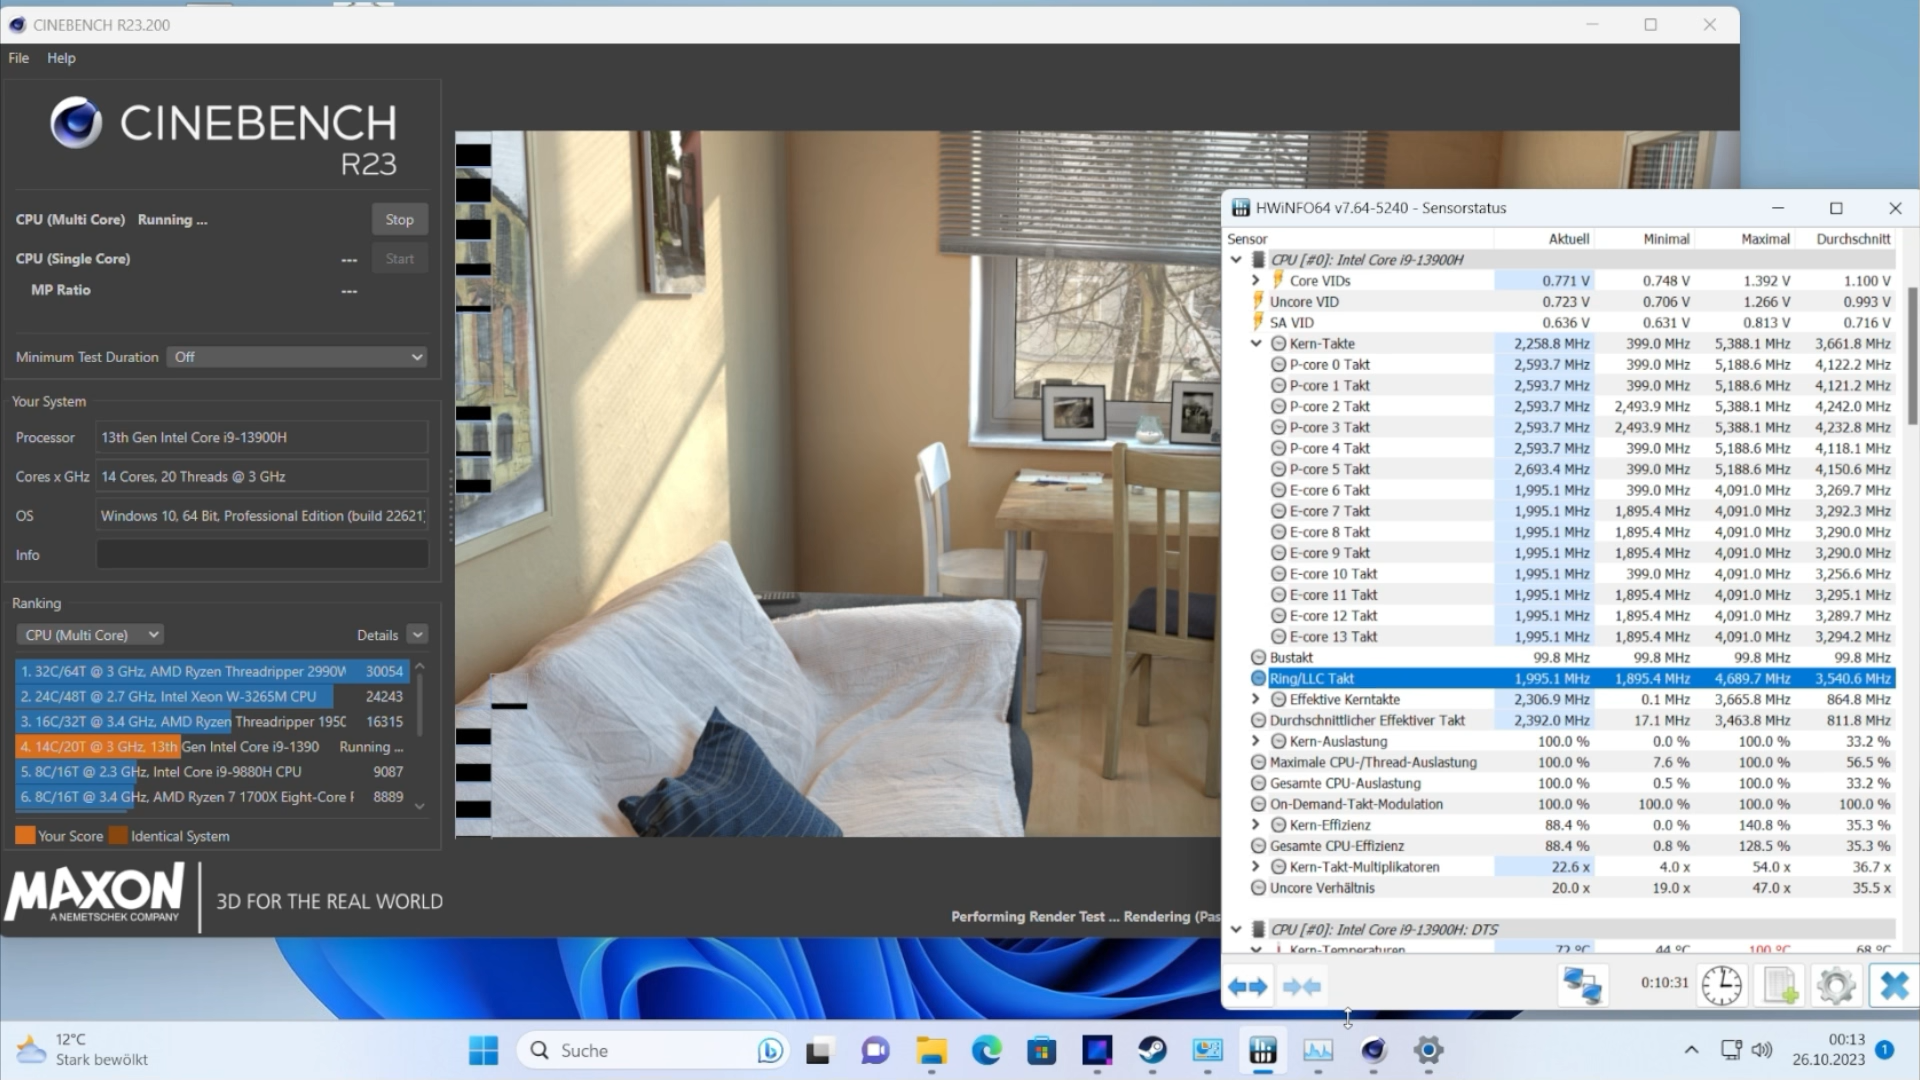 CINEBENCH R23.200
File Help
CINEBENCH
R23
CPU (Multi Core) Running ... Stop
CPU (Single Core) --- Start
MP Ratio ---
Minimum Test Duration Off
Your System
Processor 13th Gen Intel Core i9-13900H
Cores x GHz 14 Cores, 20 Threads @ 3 GHz
OS Windows 10, 64 Bit, Professional Edition (build 22621)
Info
Ranking
CPU (Multi Core) Details
1. 32C/64T @ 3 GHz, AMD Ryzen Threadripper 2990W 30054
2. 24C/48T @ 2.7 GHz, Intel Xeon W-3265M CPU 24243
3. 16C/32T @ 3.4 GHz, AMD Ryzen Threadripper 195 16315
4. 14C/20T @ 3 GHz, 13th Gen Intel Core i9-1390 Running ...
5. 8C/16T @ 2.3 GHz, Intel Core i9-9880H CPU 9087
6. 8C/16T @ 3.4 GHz, AMD Ryzen 7 1700X Eight-Core 8889
Your Score Identical System
MAXON
A NEMETSCHEK COMPANY
3D FOR THE REAL WORLD
Performing Render Test ... Rendering (Pas
HWiNFO64 v7.64-5240 - Sensorstatus
Sensor Aktuell Minimal Maximal Durchschnitt
CPU [#0]: Intel Core i9-13900H
Core VIDs 0.771 V 0.748 V 1.392 V 1.100 V
Uncore VID 0.723 V 0.706 V 1.266 V 0.993 V
SA VID 0.636 V 0.631 V 0.813 V 0.716 V
Kern-Takte 2,258.8 MHz 399.0 MHz 5,388.1 MHz 3,661.8 MHz
P-core 0 Takt 2,593.7 MHz 399.0 MHz 5,188.6 MHz 4,122.2 MHz
P-core 1 Takt 2,593.7 MHz 399.0 MHz 5,188.6 MHz 4,121.2 MHz
P-core 2 Takt 2,593.7 MHz 2,493.9 MHz 5,388.1 MHz 4,242.0 MHz
P-core 3 Takt 2,593.7 MHz 2,493.9 MHz 5,388.1 MHz 4,232.8 MHz
P-core 4 Takt 2,593.7 MHz 399.0 MHz 5,188.6 MHz 4,118.1 MHz
P-core 5 Takt 2,693.4 MHz 399.0 MHz 5,188.6 MHz 4,150.6 MHz
E-core 6 Takt 1,995.1 MHz 399.0 MHz 4,091.0 MHz 3,269.7 MHz
E-core 7 Takt 1,995.1 MHz 1,895.4 MHz 4,091.0 MHz 3,292.3 MHz
E-core 8 Takt 1,995.1 MHz 1,895.4 MHz 4,091.0 MHz 3,290.0 MHz
E-core 9 Takt 1,995.1 MHz 1,895.4 MHz 4,091.0 MHz 3,290.0 MHz
E-core 10 Takt 1,995.1 MHz 399.0 MHz 4,091.0 MHz 3,256.6 MHz
E-core 11 Takt 1,995.1 MHz 1,895.4 MHz 4,091.0 MHz 3,295.1 MHz
E-core 12 Takt 1,995.1 MHz 1,895.4 MHz 4,091.0 MHz 3,289.7 MHz
E-core 13 Takt 1,995.1 MHz 1,895.4 MHz 4,091.0 MHz 3,294.2 MHz
Bustakt 99.8 MHz 99.8 MHz 99.8 MHz 99.8 MHz
Ring/LLC Takt 1,995.1 MHz 1,895.4 MHz 4,689.7 MHz 3,540.6 MHz
Effektive Kerntakte 2,306.9 MHz 0.1 MHz 3,665.8 MHz 864.8 MHz
Durchschnittlicher Effektiver Takt 2,392.0 MHz 17.1 MHz 3,463.8 MHz 811.8 MHz
Kern-Auslastung 100.0 % 0.0 % 100.0 % 33.2 %
Maximale CPU-/Thread-Auslastung 100.0 % 7.6 % 100.0 % 56.5 %
Gesamte CPU-Auslastung 100.0 % 0.5 % 100.0 % 33.2 %
On-Demand-Takt-Modulation 100.0 % 100.0 % 100.0 % 100.0 %
Kern-Effizienz 88.4 % 0.0 % 140.8 % 35.3 %
Gesamte CPU-Effizienz 88.4 % 0.8 % 128.5 % 35.3 %
Kern-Takt-Multiplikatoren 22.6 x 4.0 x 54.0 x 36.7 x
Uncore Verhältnis 20.0 x 19.0 x 47.0 x 35.5 x
CPU [#0]: Intel Core i9-13900H: DTS
Kern-Temperaturen 72 °C 44 °C 100 °C 68 °C
0:10:31
12°C
Stark bewölkt
Suche
00:13
26.10.2023
1